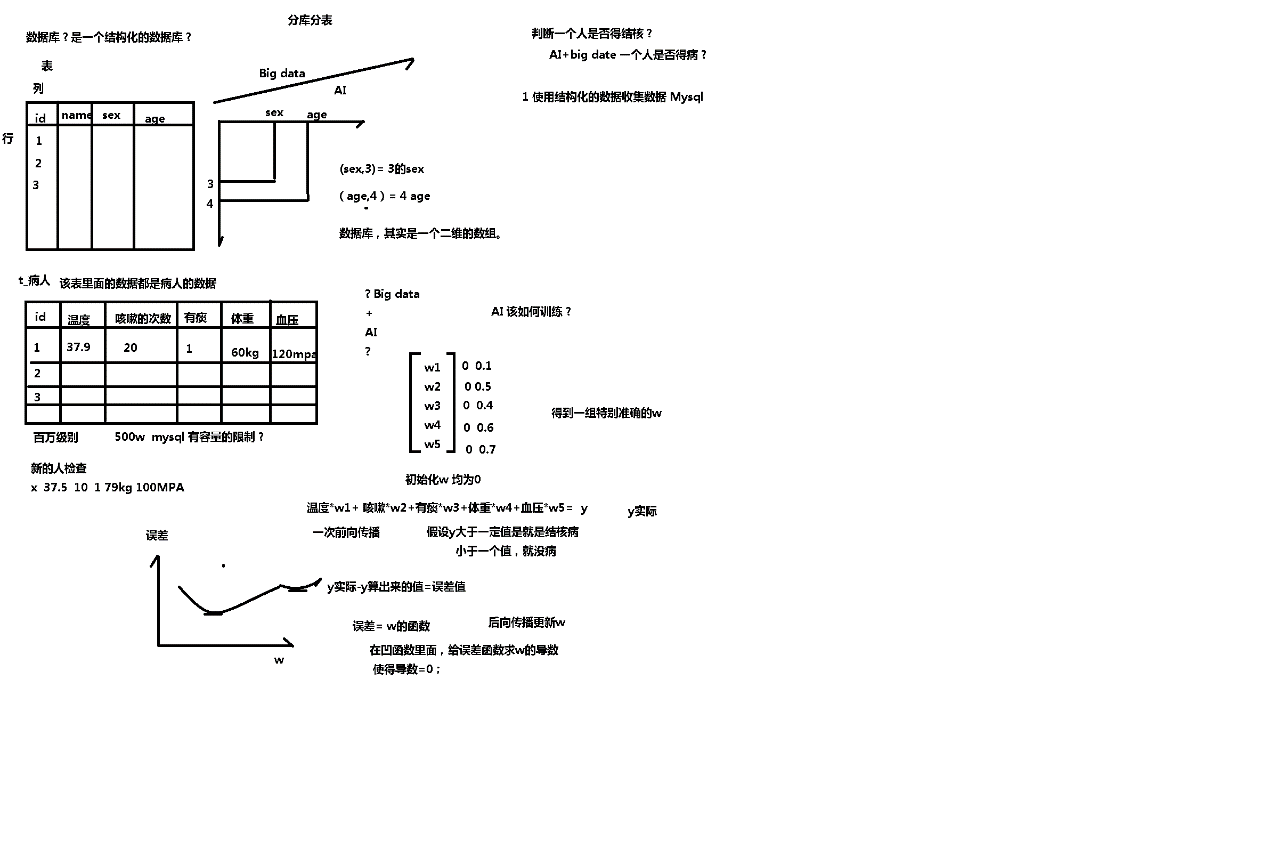 分库分表
数据库？是一个结构化的数据库？
表
列
id name sex age
行
1
2
3
Big data
AI
sex age
3
4
(sex,3)= 3的sex
（age,4）= 4 age
数据库，其实是一个二维的数组。
判断一个人是否得结核？
AI+big date 一个人是否得病？
1 使用结构化的数据收集数据 Mysql
t_病人 该表里面的数据都是病人的数据
id 温度 咳嗽的次数 有痰 体重 血压
1 37.9 20 1 60kg 120mpa
2
3
百万级别 500w mysql 有容量的限制？
新的人检查
x 37.5 10 1 79kg 100MPA
? Big data
+
AI
?
AI 该如何训练？
w1 0 0.1
w2 0 0.5
w3 0 0.4
w4 0 0.6
w5 0 0.7
得到一组特别准确的w
初始化w 均为0
温度*w1+ 咳嗽*w2+有痰*w3+体重*w4+血压*w5= y y实际
一次前向传播 假设y大于一定值是就是结核病
小于一个值，就没病
误差
w
y实际-y算出来的值=误差值
误差= w的函数 后向传播更新w
在凹函数里面，给误差函数求w的导数
使得导数=0；